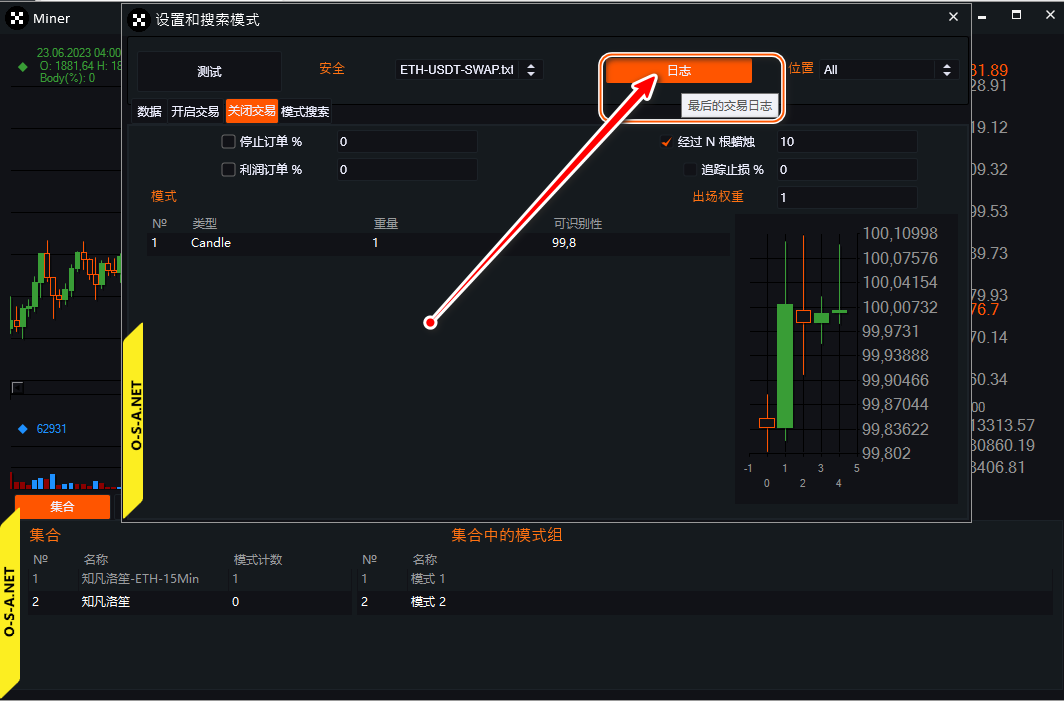 Miner
设置和搜索模式
23.06.2023 04:00
O: 1881,64 H: 18
Body(%): 0
测试
安全
ETH-USDT-SWAP.txt
日志
位置
All
最后的交易日志
数据
开启交易
关闭交易
模式搜索
停止订单 %
0
经过 N 根蜡烛
10
利润订单 %
0
追踪止损 %
0
模式
出场权重
1
№
类型
重量
可识别性
1
Candle
1
99,8
100,10998
100,07576
100,04154
100,00732
99,9731
99,93888
99,90466
99,87044
99,83622
99,802
-1
1
3
5
0
2
4
31.89
28.91
19.12
09.32
99.53
89.73
79.93
76.7
70.14
60.34
00
13313.57
30860.19
3406.81
62931
O-S-A.NET
集合
集合
集合中的模式组
№
名称
模式计数
№
名称
1
知凡洛笙-ETH-15Min
1
1
模式 1
2
知凡洛笙
0
2
模式 2
O-S-A.NET